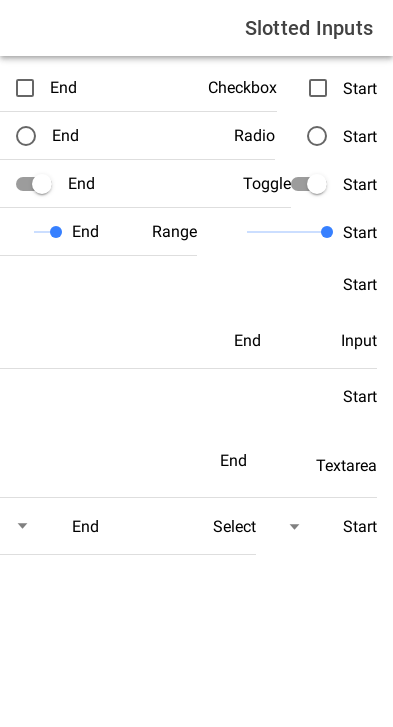 Slotted Inputs
Start Checkbox End
Start Radio End
Start Toggle End
Start Range End
Start
Input End
Start
Textarea End
Start Select End